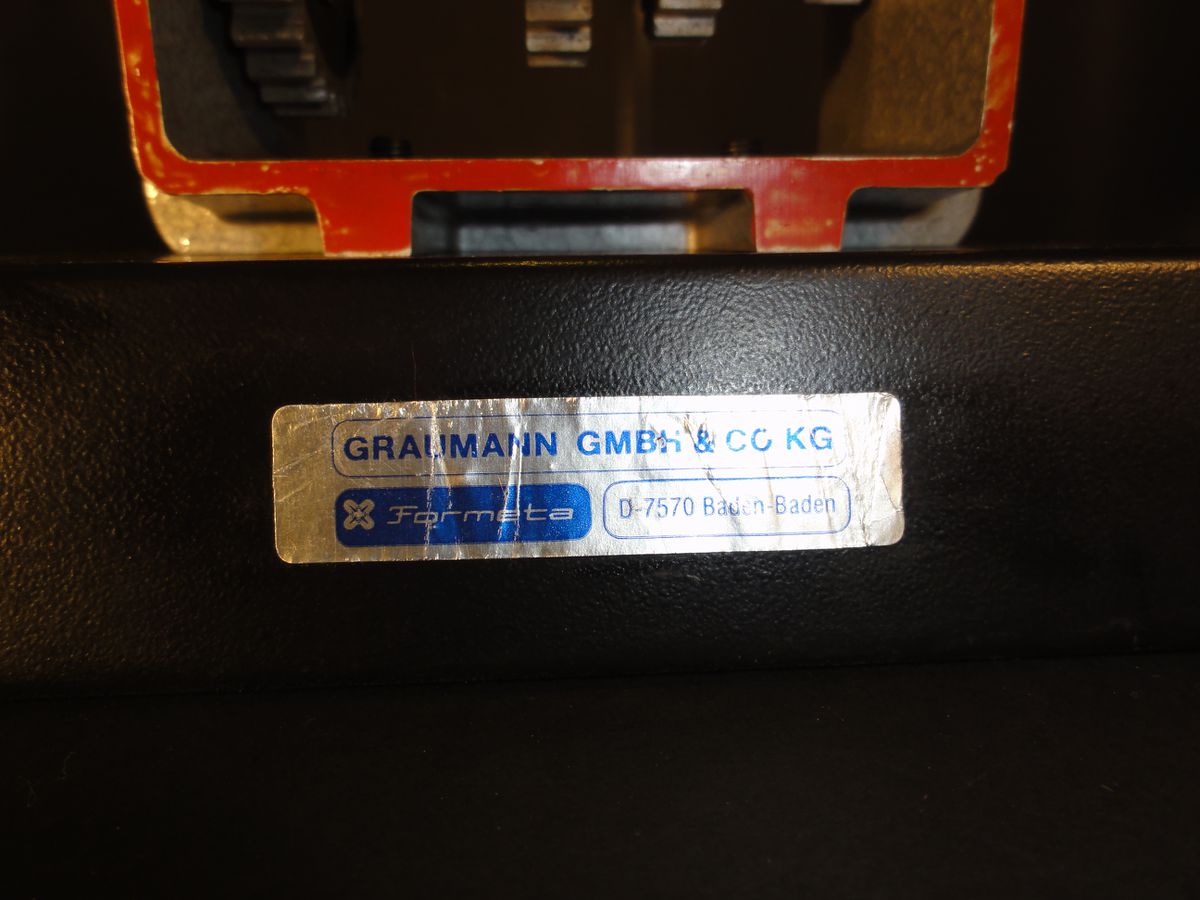 GRAUMANN GMBH & CO KG
Formeta
D-7570 Baden-Baden